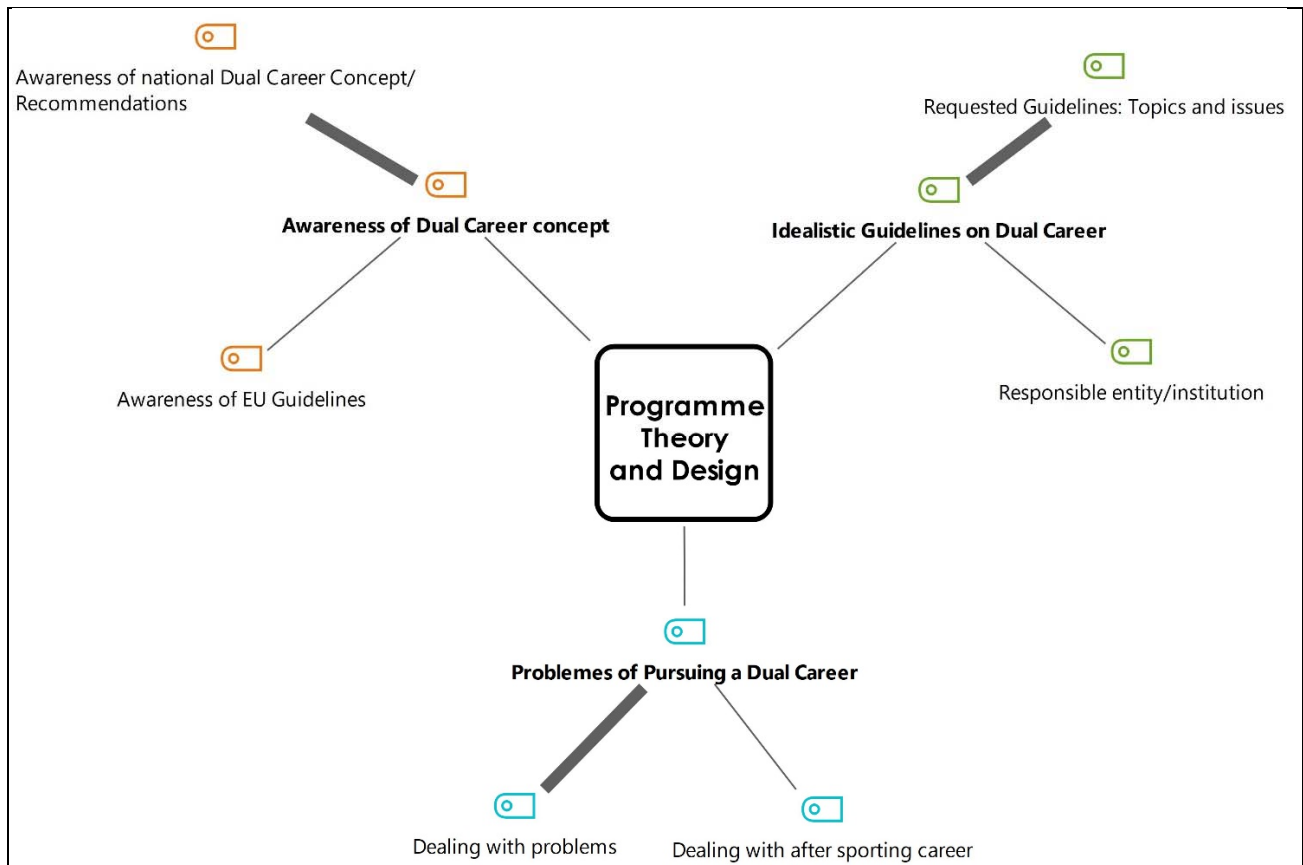 Awareness of national Dual Career Concept/
Recommendations
Requested Guidelines: Topics and issues
Awareness of Dual Career concept
Idealistic Guidelines on Dual Career
Awareness of EU Guidelines
Responsible entity/institution
Programme
Theory
and Design
Problemes of Pursuing a Dual Career
Dealing with problems
Dealing with after sporting career